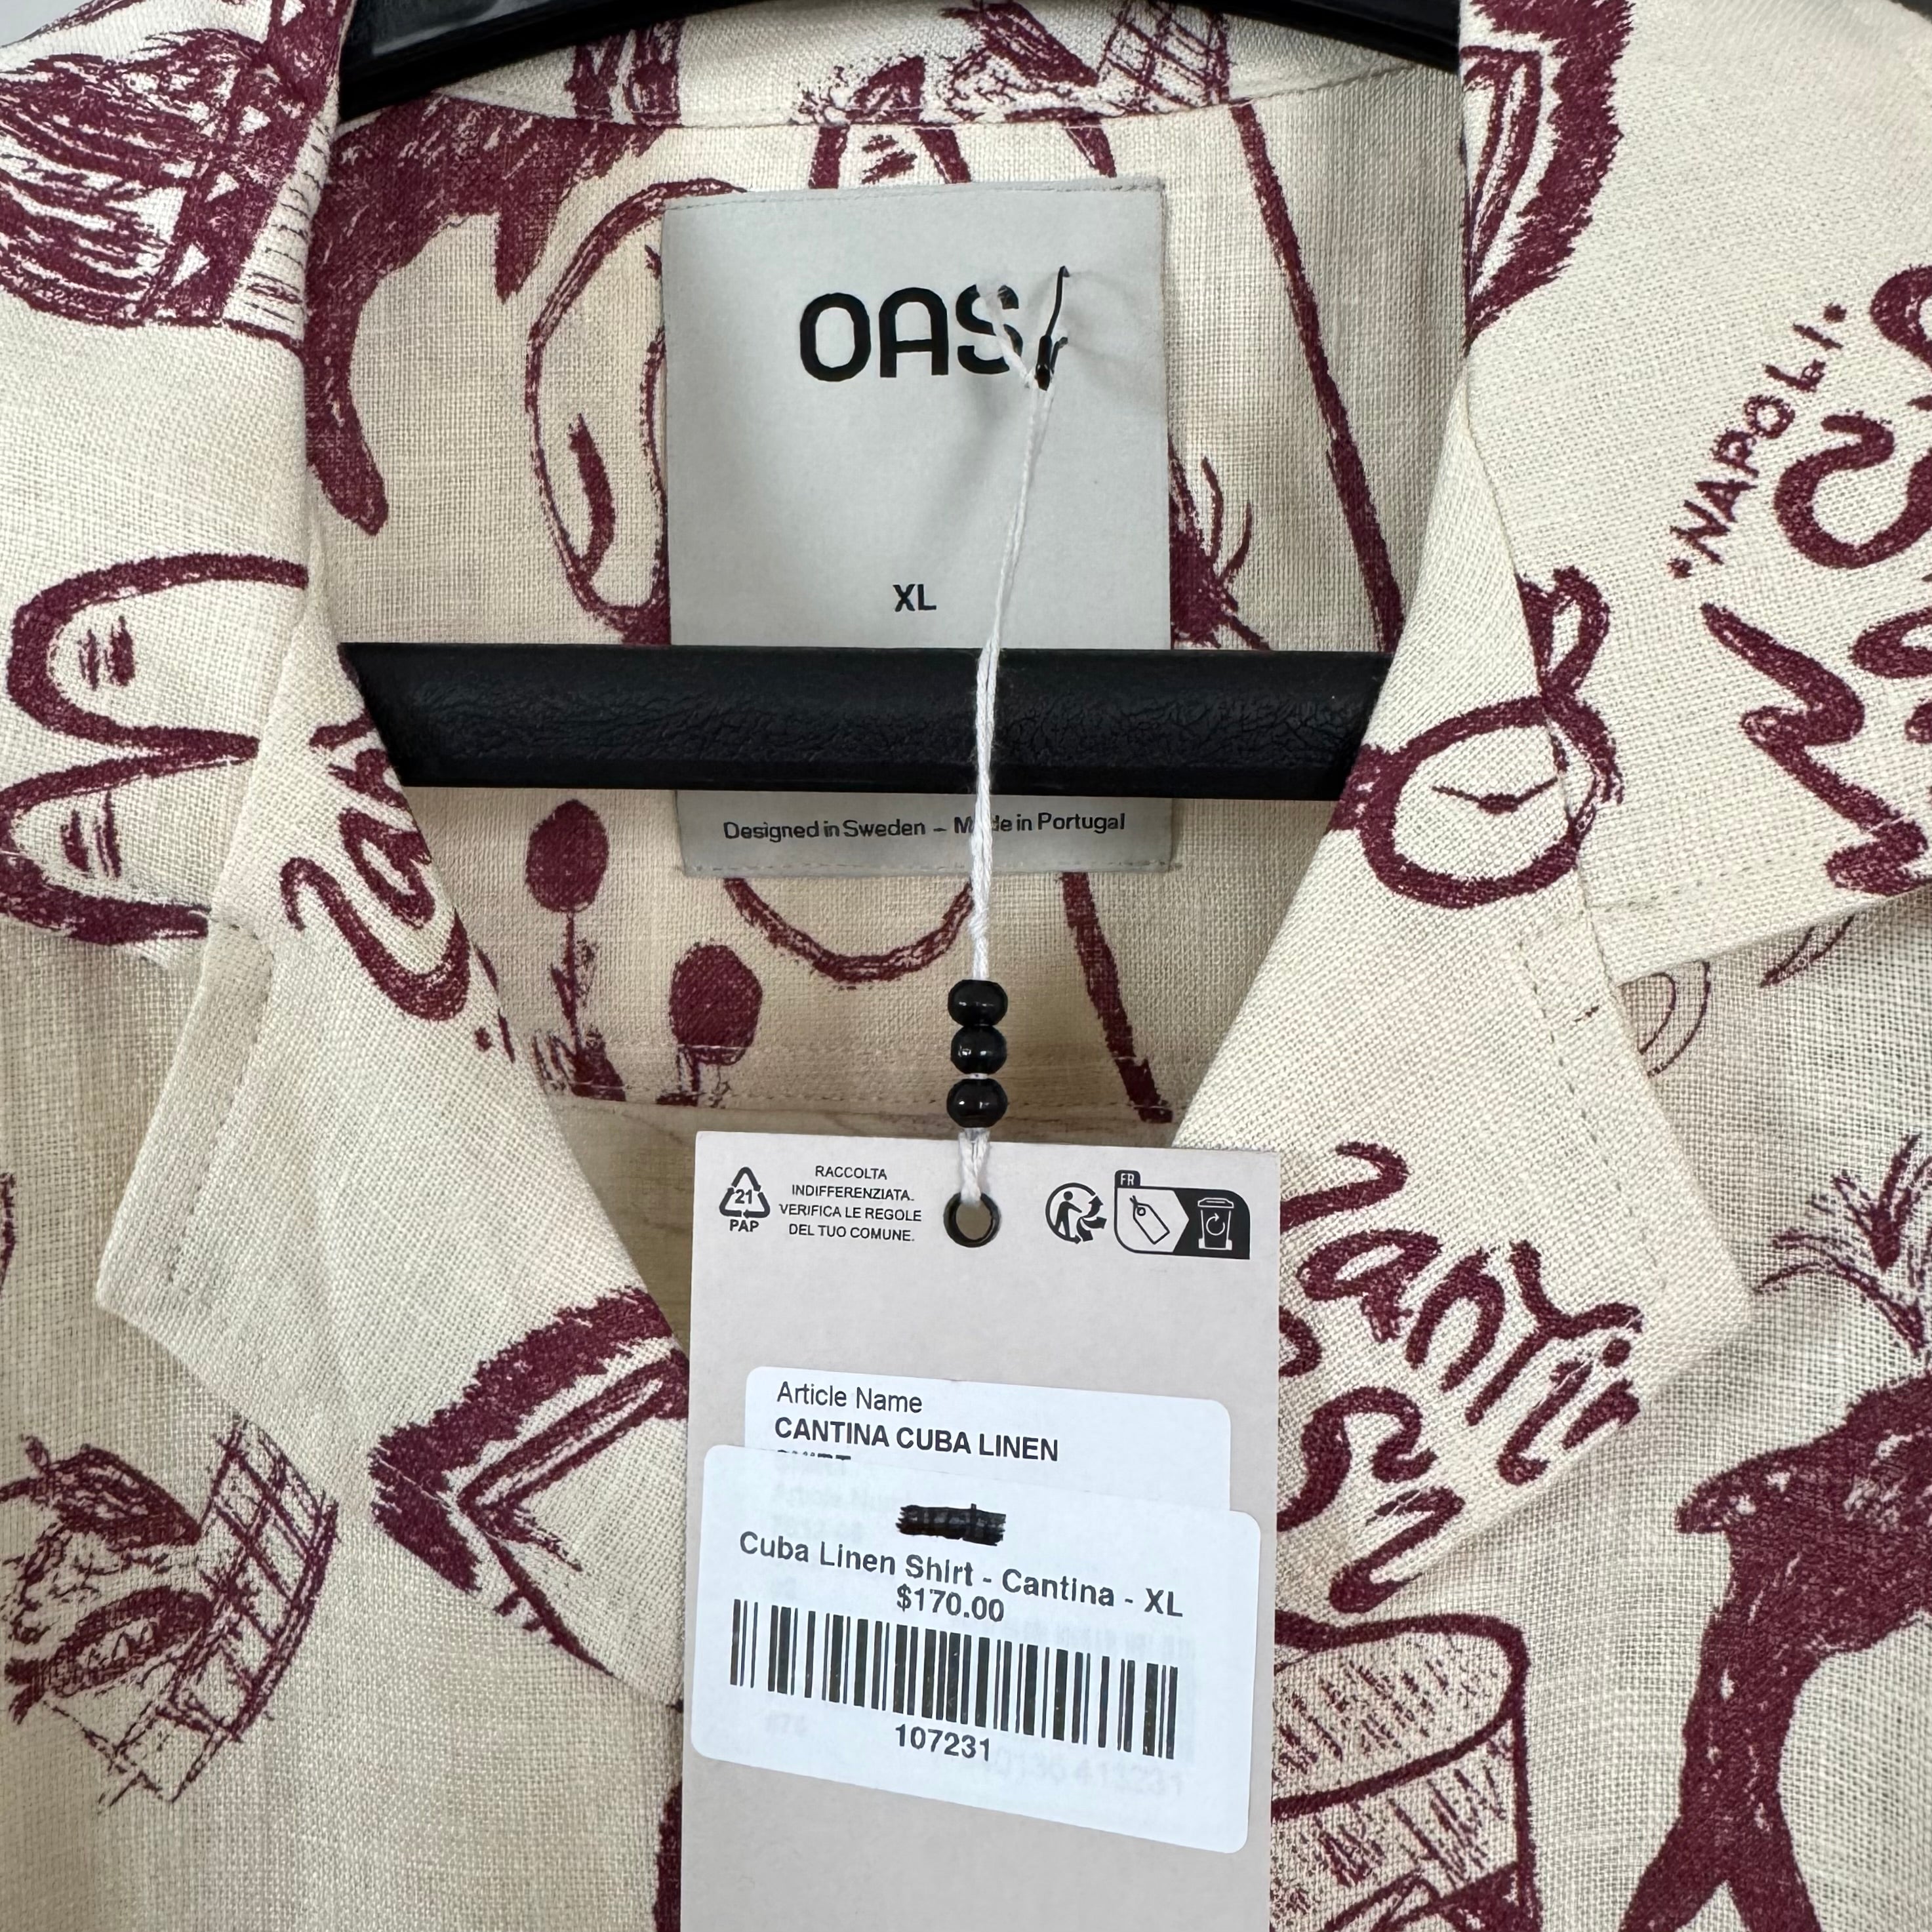 OAS
XL
Designed in Sweden – Made in Portugal
•NAPOLI•
21
PAP
RACCOLTA
INDIFFERENZIATA.
VERIFICA LE REGOLE
DEL TUO COMUNE.
FR
Article Name
CANTINA CUBA LINEN
SHIRT
Cuba Linen Shirt - Cantina - XL
$170.00
107231